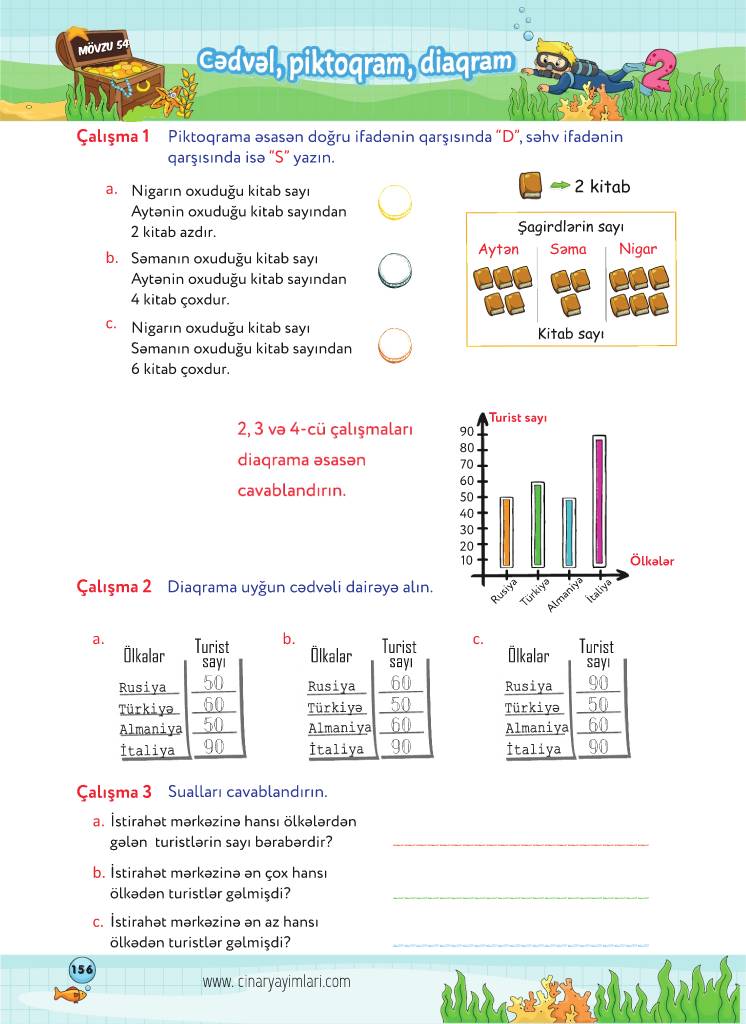 MÖVZU 54
Cədvəl, piktoqram, diaqram
2
Çalışma 1 Piktoqrama əsasən doğru ifadənin qarşısında "D", səhv ifadənin
qarşısında isə "S" yazın.
a. Nigarın oxuduğu kitab sayı
Aytənin oxuduğu kitab sayından
2 kitab azdır.
b. Səmanın oxuduğu kitab sayı
Aytənin oxuduğu kitab sayından
4 kitab çoxdur.
c. Nigarın oxuduğu kitab sayı
Səmanın oxuduğu kitab sayından
6 kitab çoxdur.
2 kitab
Şagirdlərin sayı
Aytən Səma Nigar
Kitab sayı
2, 3 və 4-cü çalışmaları
diaqrama əsasən
cavablandırın.
Turist sayı
90
80
70
60
50
40
30
20
10
Ölkələr
Rusiya Türkiyə Almaniya İtaliya
Çalışma 2 Diaqrama uyğun cədvəli dairəyə alın.
a.
Ölkələr Turist sayı
Rusiya 50
Türkiyə 60
Almaniya 50
İtaliya 90
b.
Ölkələr Turist sayı
Rusiya 60
Türkiyə 50
Almaniya 60
İtaliya 90
c.
Ölkələr Turist sayı
Rusiya 90
Türkiyə 50
Almaniya 60
İtaliya 90
Çalışma 3 Sualları cavablandırın.
a. İstirahət mərkəzinə hansı ölkələrdən
gələn turistlərin sayı bərabərdir?
b. İstirahət mərkəzinə ən çox hansı
ölkədən turistlər gəlmişdi?
c. İstirahət mərkəzinə ən az hansı
ölkədən turistlər gəlmişdi?
156
www. cinaryayimlari.com